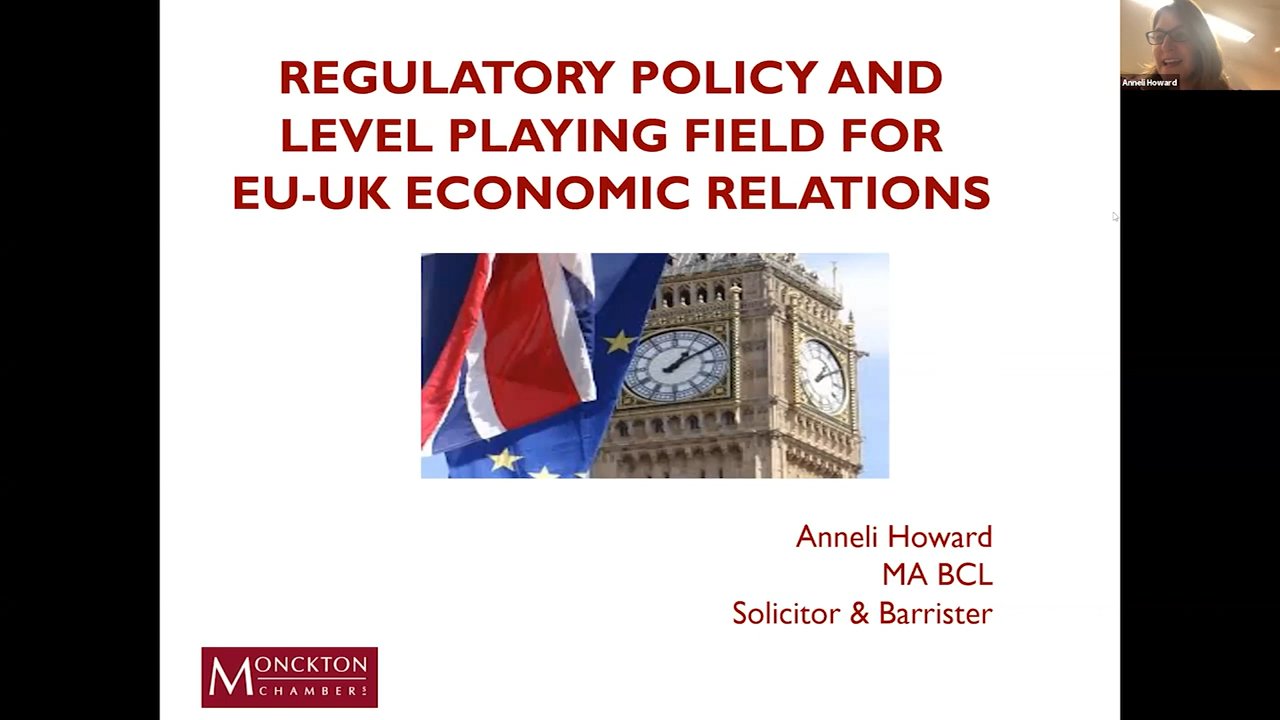 REGULATORY POLICY AND
LEVEL PLAYING FIELD FOR
EU-UK ECONOMIC RELATIONS
Anneli Howard
Anneli Howard
MA BCL
Solicitor & Barrister
MONCKTON
CHAMBERS